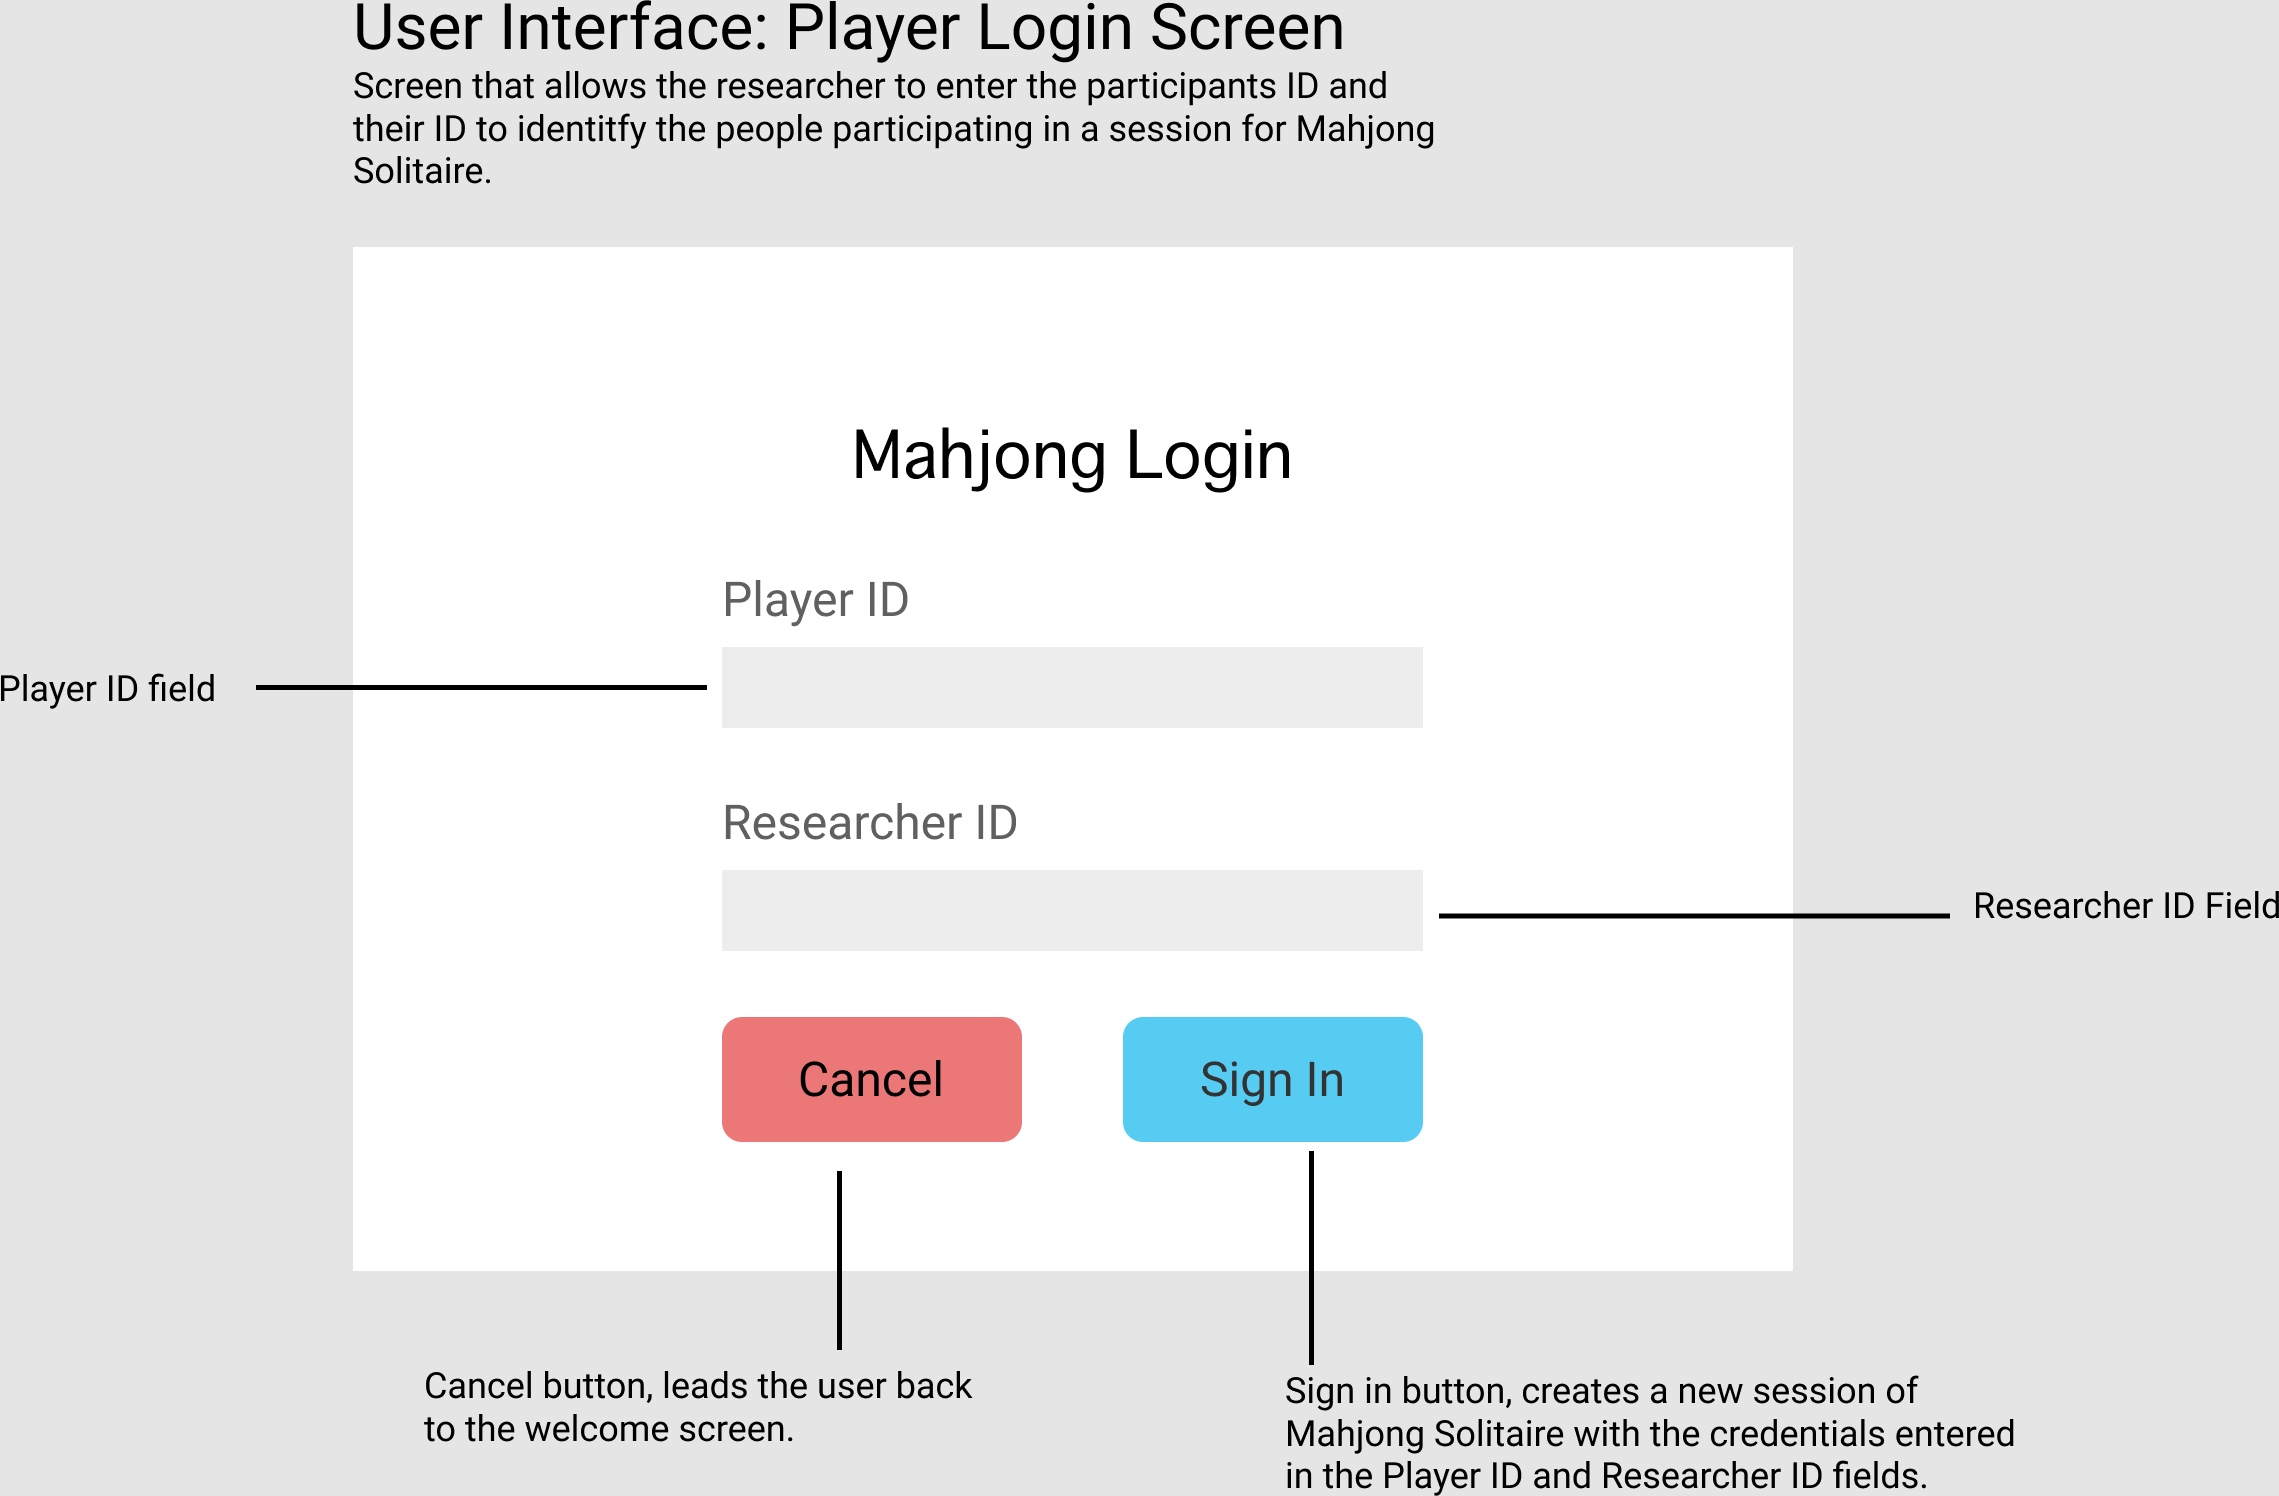 User Interface: Player Login Screen
Screen that allows the researcher to enter the participants ID and
their ID to identitfy the people participating in a session for Mahjong
Solitaire.
Mahjong Login
Player ID
Player ID field
Researcher ID
Researcher ID Field
Cancel
Sign In
Cancel button, leads the user back
to the welcome screen.
Sign in button, creates a new session of
Mahjong Solitaire with the credentials entered
in the Player ID and Researcher ID fields.